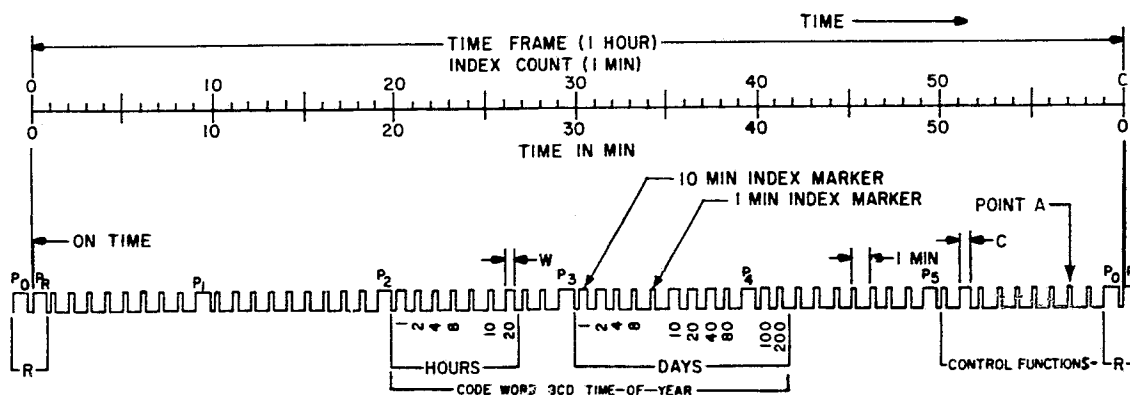 TIME
TIME FRAME (1 HOUR)
INDEX COUNT (1 MIN)
0 10 20 30 40 50 C
0 10 20 30 40 50 0
TIME IN MIN
10 MIN INDEX MARKER
1 MIN INDEX MARKER
POINT A
ON TIME
W
1 MIN
C
P0 PR P1 P2 P3 P4 P5 P0 P
1 2 4 8 10 20 1 2 4 8 10 20 40 80 100 200
R HOURS DAYS CONTROL FUNCTIONS R
CODE WORD BCD TIME-OF-YEAR